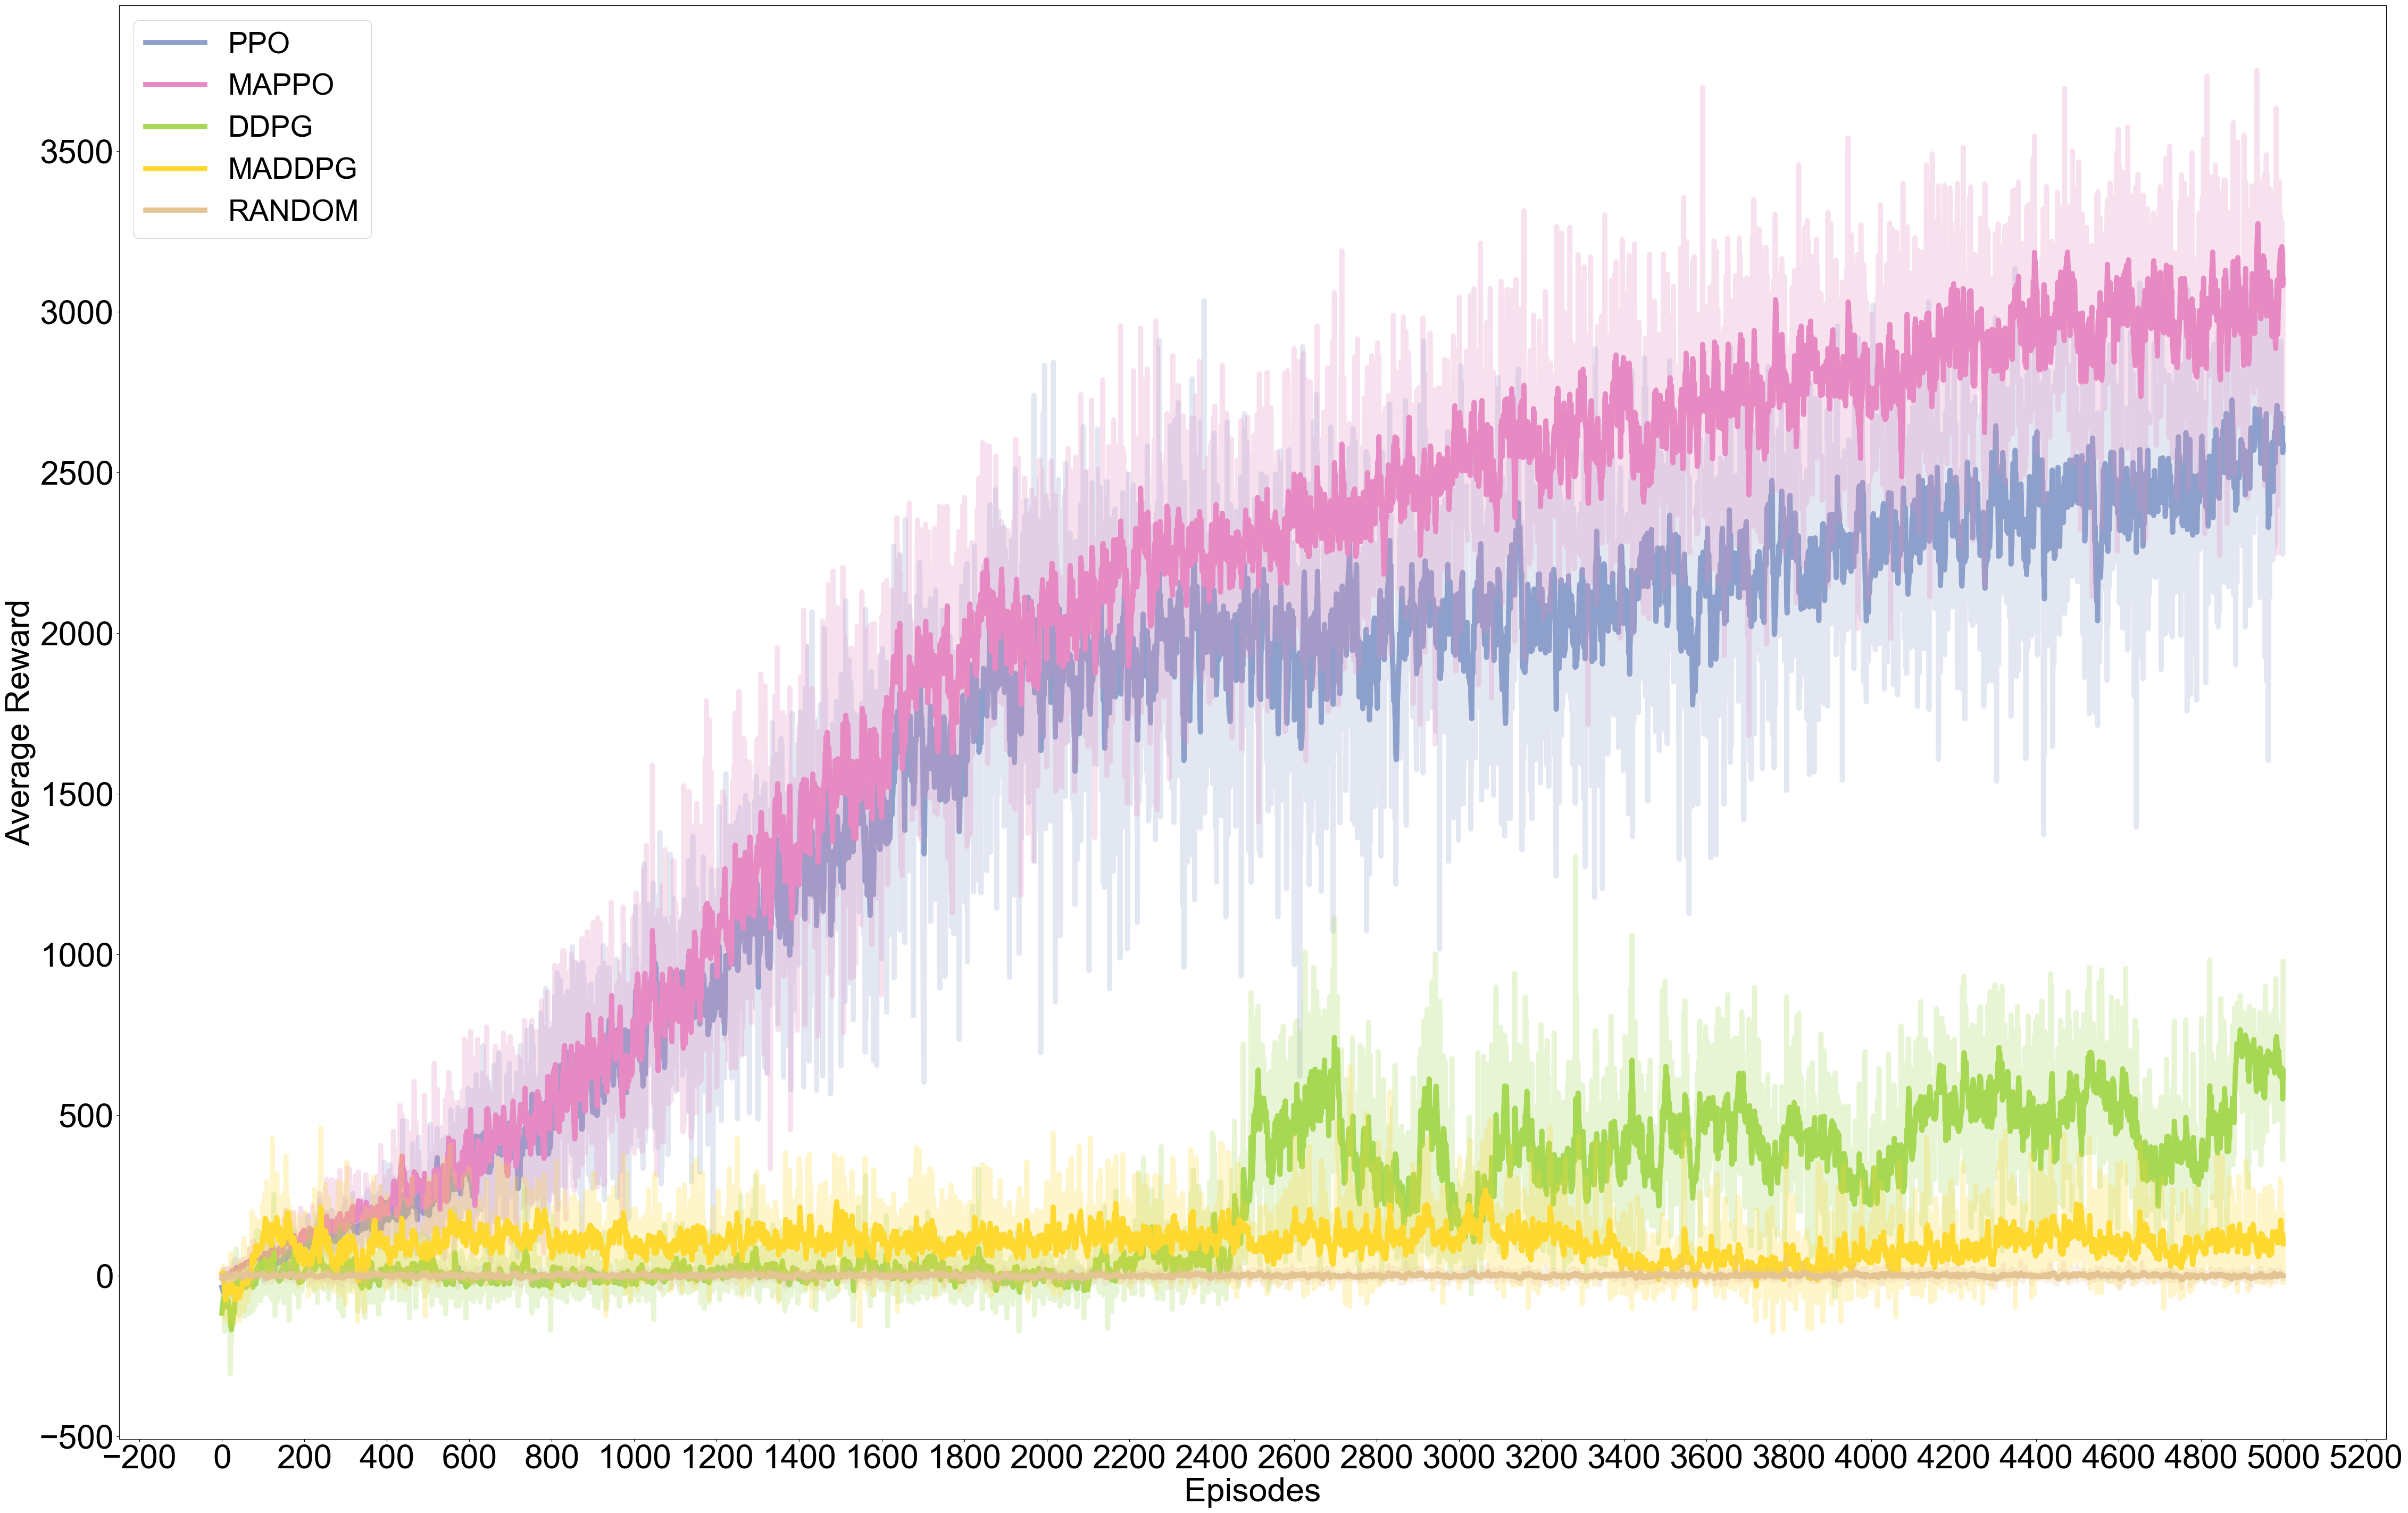 PPO
MAPPO
DDPG
MADDPG
RANDOM
3500
3000
2500
2000
1500
1000
500
0
−500
Average Reward
−200 0 200 400 600 800 1000 1200 1400 1600 1800 2000 2200 2400 2600 2800 3000 3200 3400 3600 3800 4000 4200 4400 4600 4800 5000 5200
Episodes